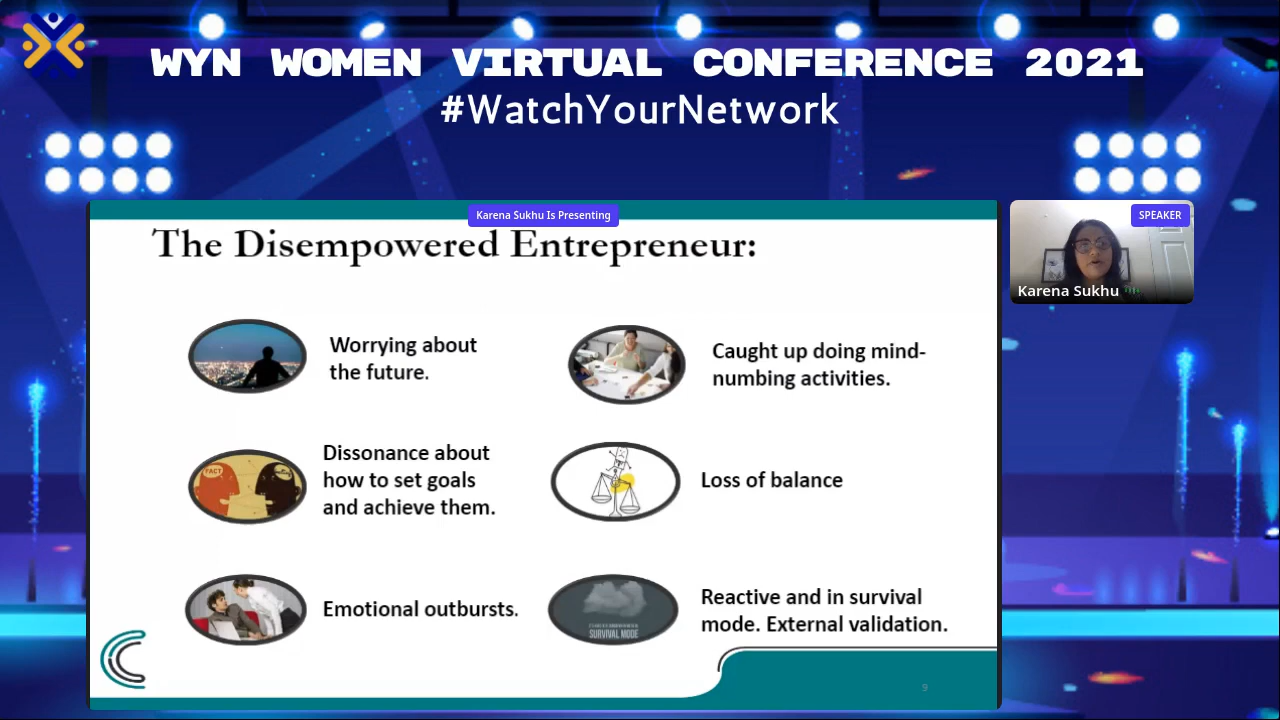 WYN WOMEN VIRTUAL CONFERENCE 2021
#WatchYourNetwork
Karena Sukhu Is Presenting
SPEAKER
Karena Sukhu
The Disempowered Entrepreneur:
Worrying about
the future.
Caught up doing mind-
numbing activities.
FACT
Dissonance about
how to set goals
and achieve them.
Loss of balance
Emotional outbursts.
SURVIVAL MODE
Reactive and in survival
mode. External validation.
9